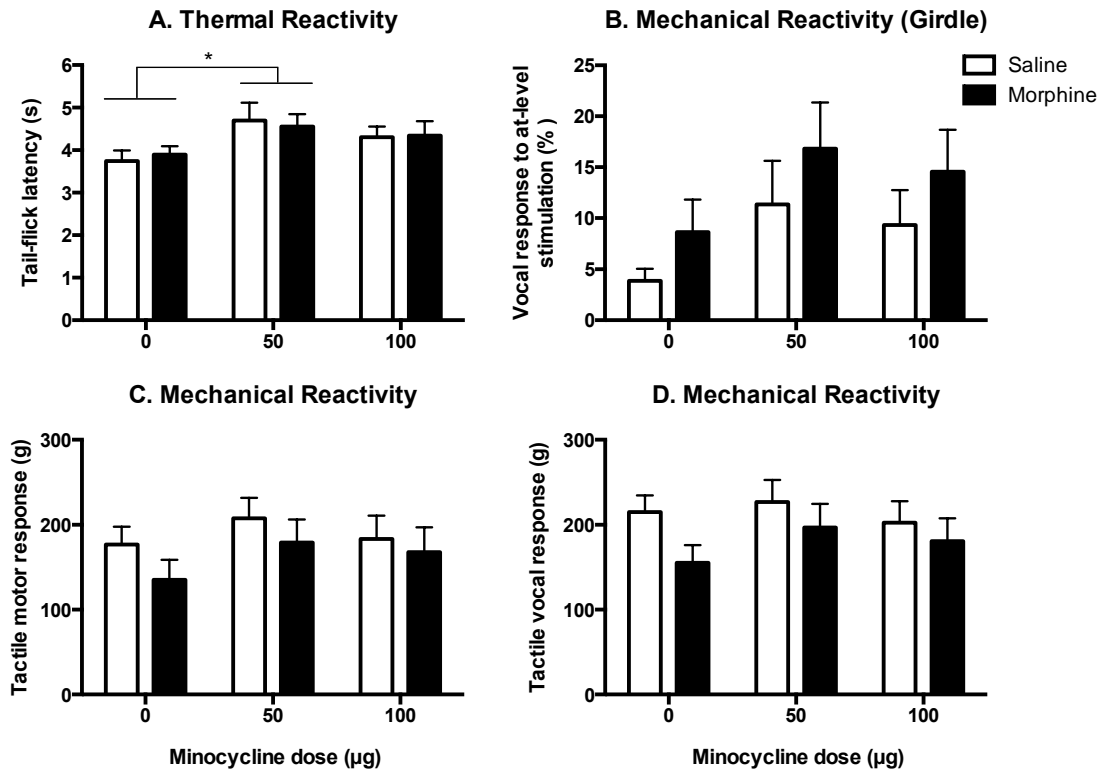 A. Thermal Reactivity
*
6
5
4
3
2
1
0
Tail-flick latency (s)
0 50 100
B. Mechanical Reactivity (Girdle)
Saline
Morphine
25
20
15
10
5
0
Vocal response to at-level
stimulation (% )
0 50 100
C. Mechanical Reactivity
300
200
100
0
Tactile motor response (g)
0 50 100
Minocycline dose (µg)
D. Mechanical Reactivity
300
200
100
0
Tactile vocal response (g)
0 50 100
Minocycline dose (µg)